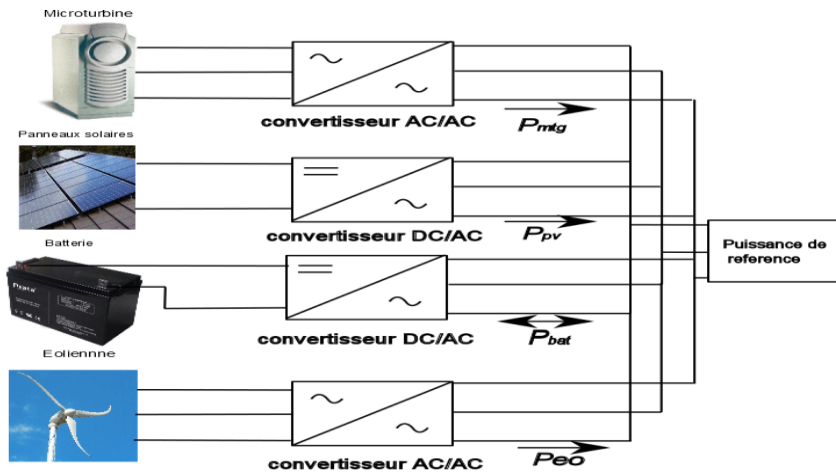 Microturbine
convertisseur AC/AC
Pmtg
Panneaux solaires
convertisseur DC/AC
Ppv
Puissance de
reference
Batterie
convertisseur DC/AC
Pbat
Eoliennne
convertisseur AC/AC
Peo